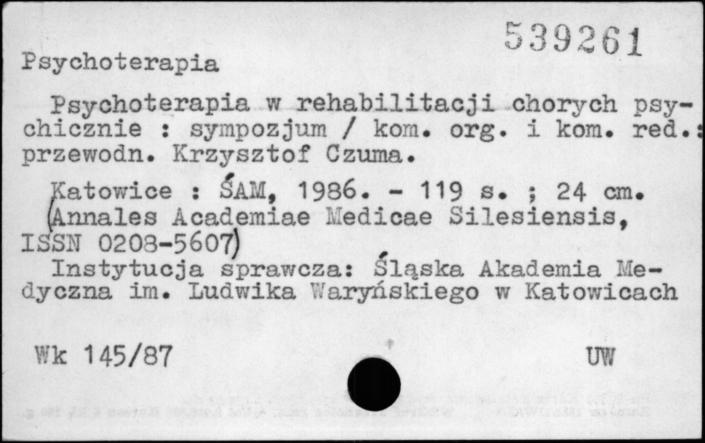 539261
Psychoterapia
Psychoterapia w rehabilitacji chorych psy-
chicznie : sympozjum / kom. org. i kom. red.:
przewodn. Krzysztof Czuma.
Katowice : ŚAM, 1986. - 119 s. ; 24 cm.
(Annales Academiae Medicae Silesiensis,
ISSN 0208-5607)
Instytucja sprawcza: Śląska Akademia Me-
dyczna im. Ludwika Waryńskiego w Katowicach
Wk 145/87 UW